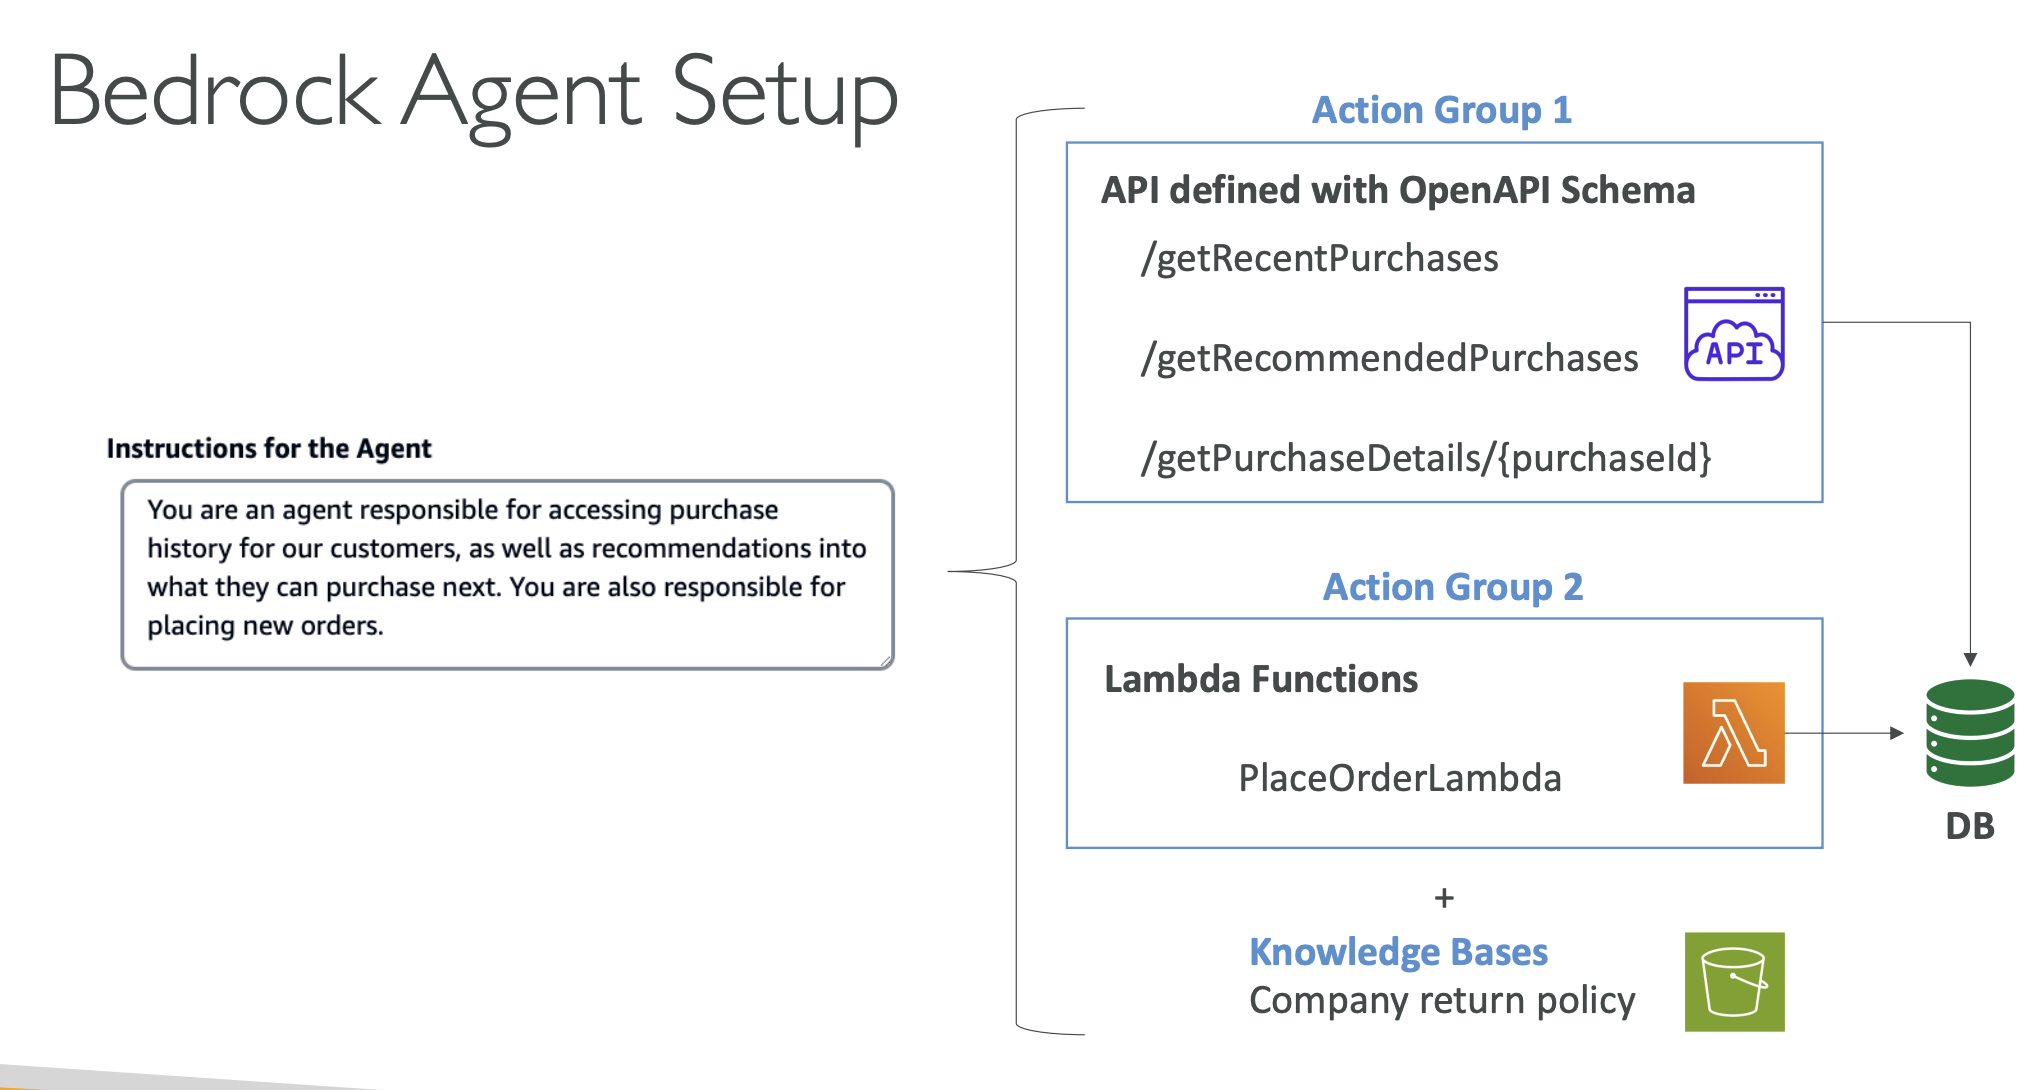 Bedrock Agent Setup
Instructions for the Agent
You are an agent responsible for accessing purchase
history for our customers, as well as recommendations into
what they can purchase next. You are also responsible for
placing new orders.
Action Group 1
API defined with OpenAPI Schema
/getRecentPurchases
/getRecommendedPurchases
/getPurchaseDetails/{purchaseId}
API
Action Group 2
Lambda Functions
PlaceOrderLambda
DB
+
Knowledge Bases
Company return policy